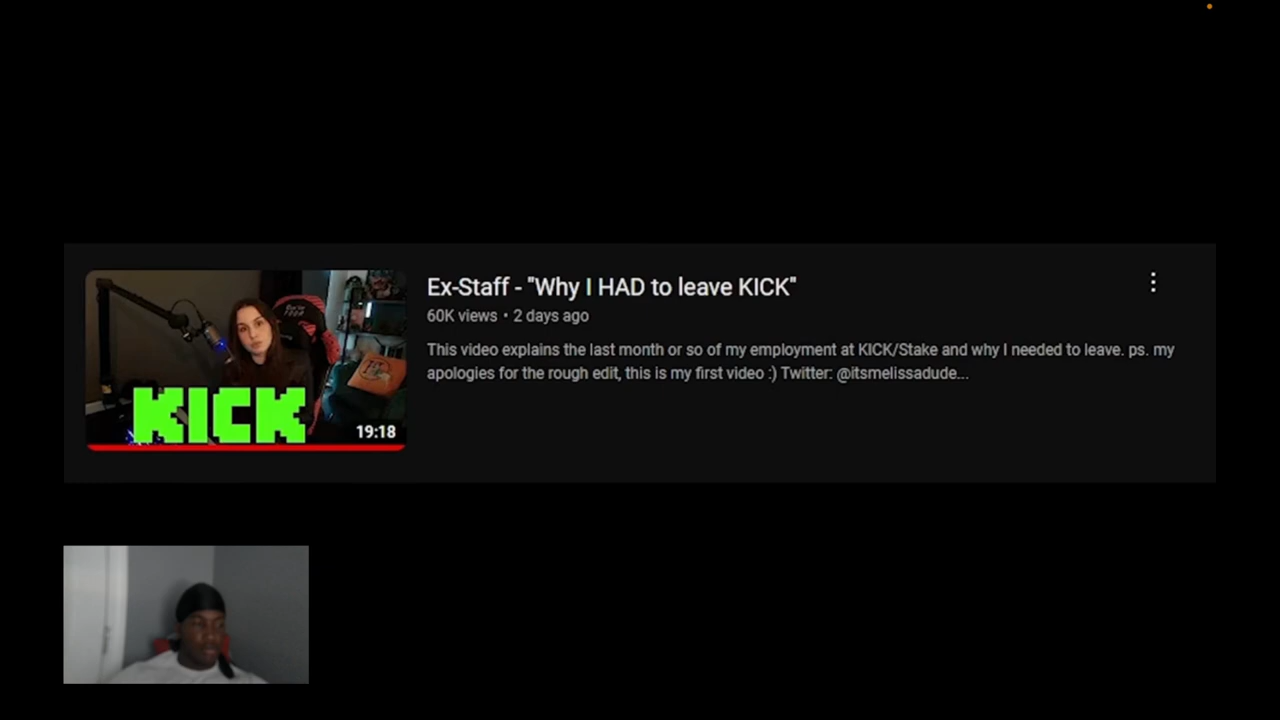 Ex-Staff - "Why I HAD to leave KICK"
60K views • 2 days ago
This video explains the last month or so of my employment at KICK/Stake and why I needed to leave. ps. my
apologies for the rough edit, this is my first video :) Twitter: @itsmelissadude...
KICK
19:18